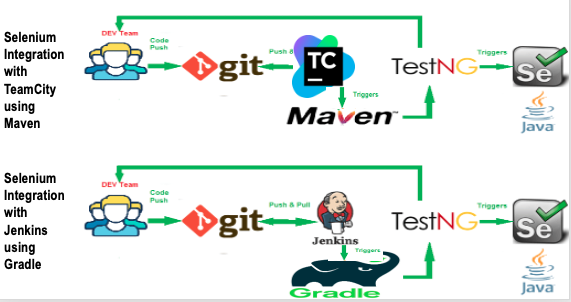 Selenium
Integration
with
TeamCity
using
Maven
DEV Team
Code
Push
git
Push &
TC
Triggers
Maven™
TestNG
Triggers
Se
Java
Selenium
Integration
with
Jenkins
using
Gradle
DEV Team
Code
Push
git
Push & Pull
Jenkins
Triggers
Gradle
TestNG
Triggers
Se
Java